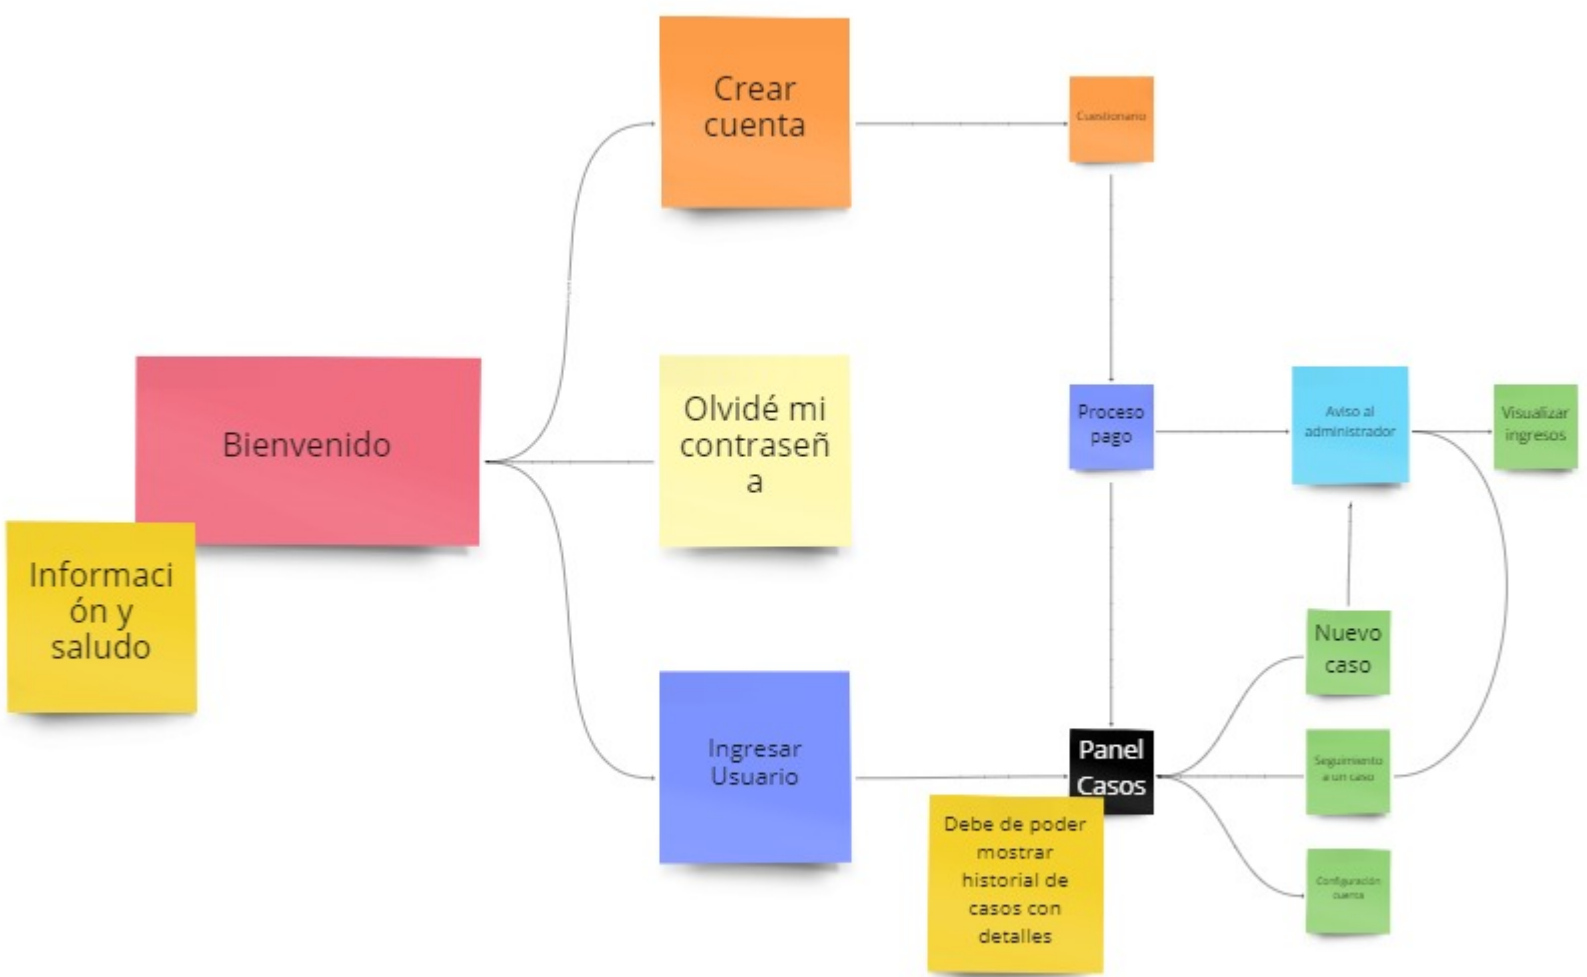 Crear
cuenta
Cuestionario
Olvidé mi
contraseñ
a
Bienvenido
Informaci
ón y
saludo
Proceso
pago
Aviso al
administrador
Visualizar
ingresos
Nuevo
caso
Ingresar
Usuario
Panel
Casos
Seguimiento
a un caso
Debe de poder
mostrar
historial de
casos con
detalles
Configuración
cuenta